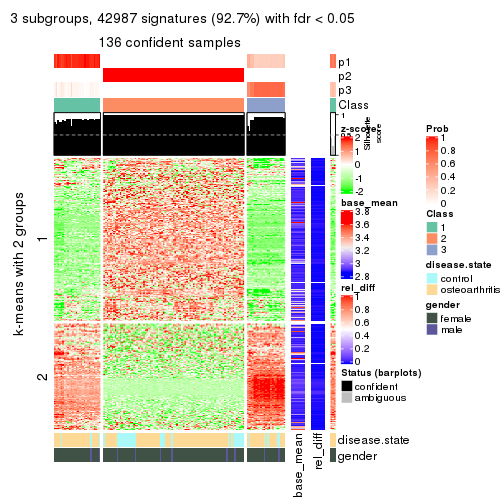 3 subgroups, 42987 signatures (92.7%) with fdr < 0.05
136 confident samples
p1
p2
p3
Class
1
0.5
0
Silhouette
score
k-means with 2 groups
1
2
base_mean
rel_diff
disease.state
gender
z-score
2
1
0
-1
-2
base_mean
3.8
3.6
3.4
3.2
3
2.8
rel_diff
1
0.8
0.6
0.4
0.2
0
Status (barplots)
confident
ambiguous
Prob
1
0.8
0.6
0.4
0.2
0
Class
1
2
3
disease.state
control
osteoarthritis
gender
female
male